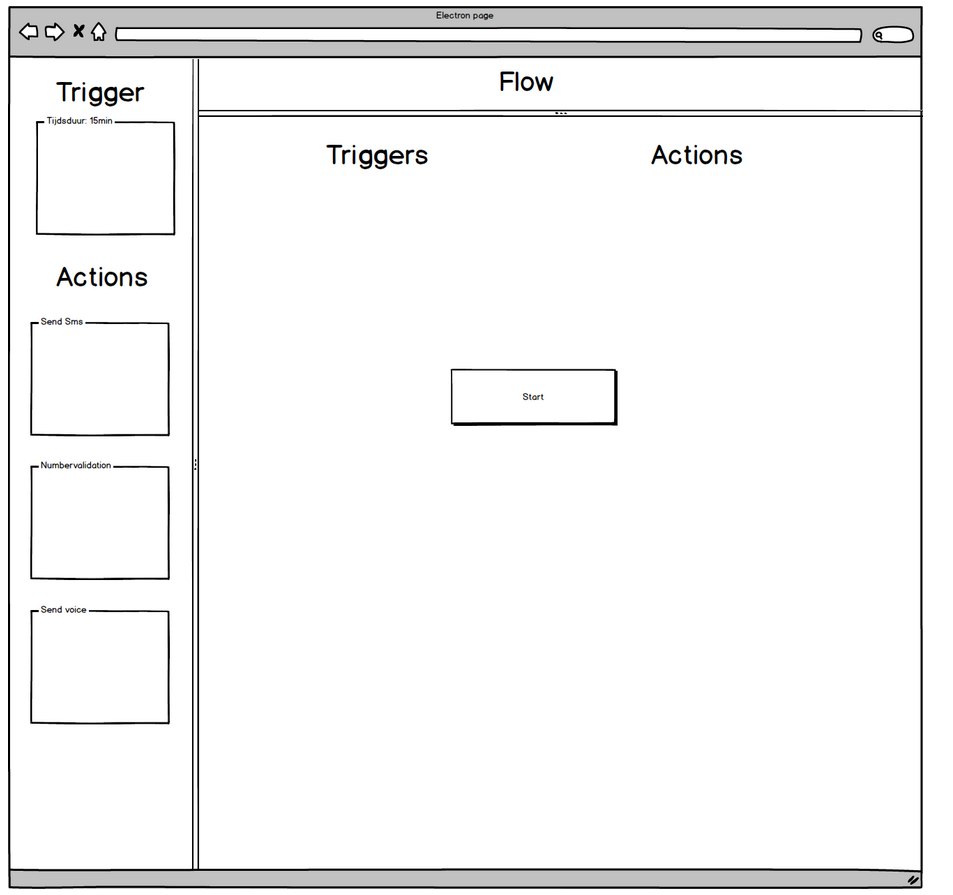 Electron page
Trigger
Tijdsduur: 15min
Actions
Send Sms
Numbervalidation
Send voice
Flow
Triggers
Actions
Start